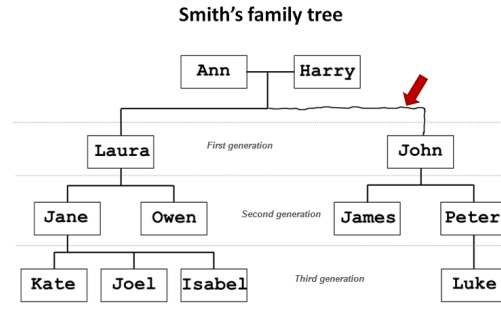 Smith's family tree
Ann
Harry
Laura
First generation
John
Jane
Owen
Second generation
James
Peter
Kate
Joel
Isabel
Third generation
Luke